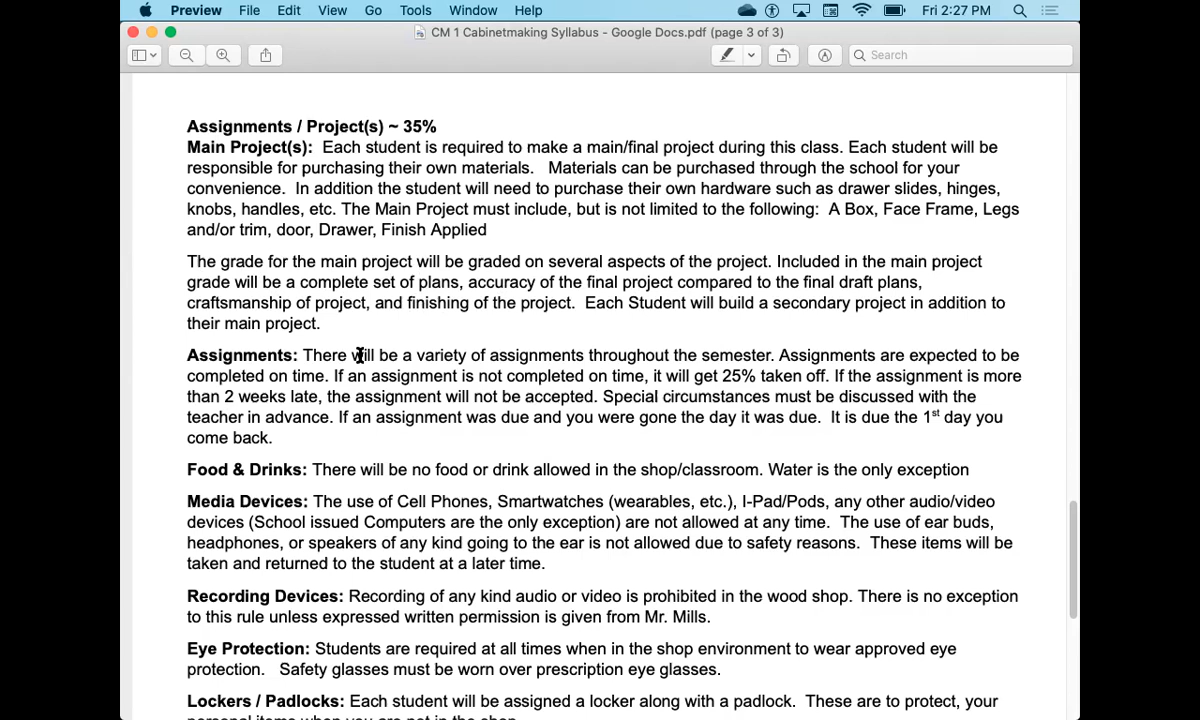 Preview File Edit View Go Tools Window Help Fri 2:27 PM
CM 1 Cabinetmaking Syllabus - Google Docs.pdf (page 3 of 3)
Search
Assignments / Project(s) ~ 35%
Main Project(s): Each student is required to make a main/final project during this class. Each student will be
responsible for purchasing their own materials. Materials can be purchased through the school for your
convenience. In addition the student will need to purchase their own hardware such as drawer slides, hinges,
knobs, handles, etc. The Main Project must include, but is not limited to the following: A Box, Face Frame, Legs
and/or trim, door, Drawer, Finish Applied
The grade for the main project will be graded on several aspects of the project. Included in the main project
grade will be a complete set of plans, accuracy of the final project compared to the final draft plans,
craftsmanship of project, and finishing of the project. Each Student will build a secondary project in addition to
their main project.
Assignments: There will be a variety of assignments throughout the semester. Assignments are expected to be
completed on time. If an assignment is not completed on time, it will get 25% taken off. If the assignment is more
than 2 weeks late, the assignment will not be accepted. Special circumstances must be discussed with the
teacher in advance. If an assignment was due and you were gone the day it was due. It is due the 1st day you
come back.
Food & Drinks: There will be no food or drink allowed in the shop/classroom. Water is the only exception
Media Devices: The use of Cell Phones, Smartwatches (wearables, etc.), I-Pad/Pods, any other audio/video
devices (School issued Computers are the only exception) are not allowed at any time. The use of ear buds,
headphones, or speakers of any kind going to the ear is not allowed due to safety reasons. These items will be
taken and returned to the student at a later time.
Recording Devices: Recording of any kind audio or video is prohibited in the wood shop. There is no exception
to this rule unless expressed written permission is given from Mr. Mills.
Eye Protection: Students are required at all times when in the shop environment to wear approved eye
protection. Safety glasses must be worn over prescription eye glasses.
Lockers / Padlocks: Each student will be assigned a locker along with a padlock. These are to protect, your
personal items when you are not in the shop.